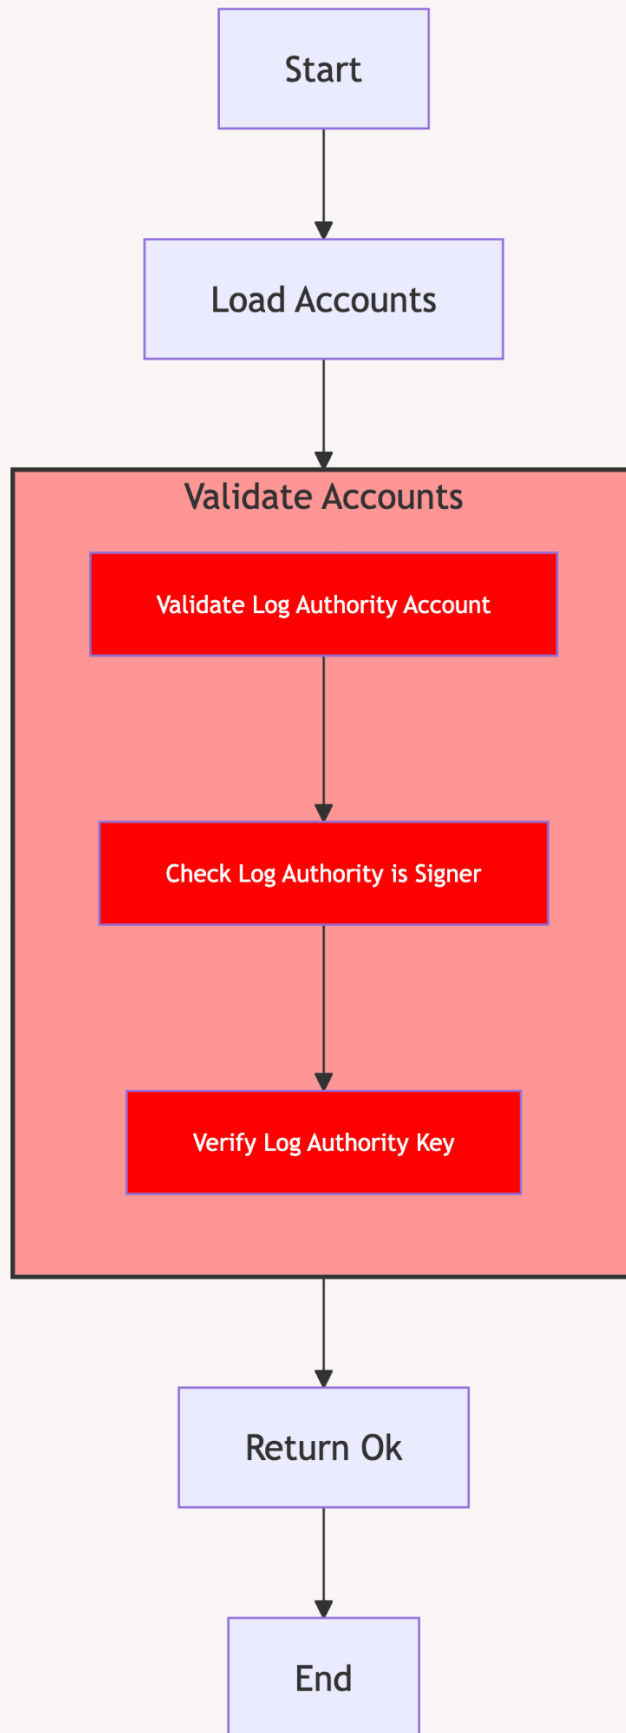 Start
Load Accounts
Validate Accounts
Validate Log Authority Account
Check Log Authority is Signer
Verify Log Authority Key
Return Ok
End